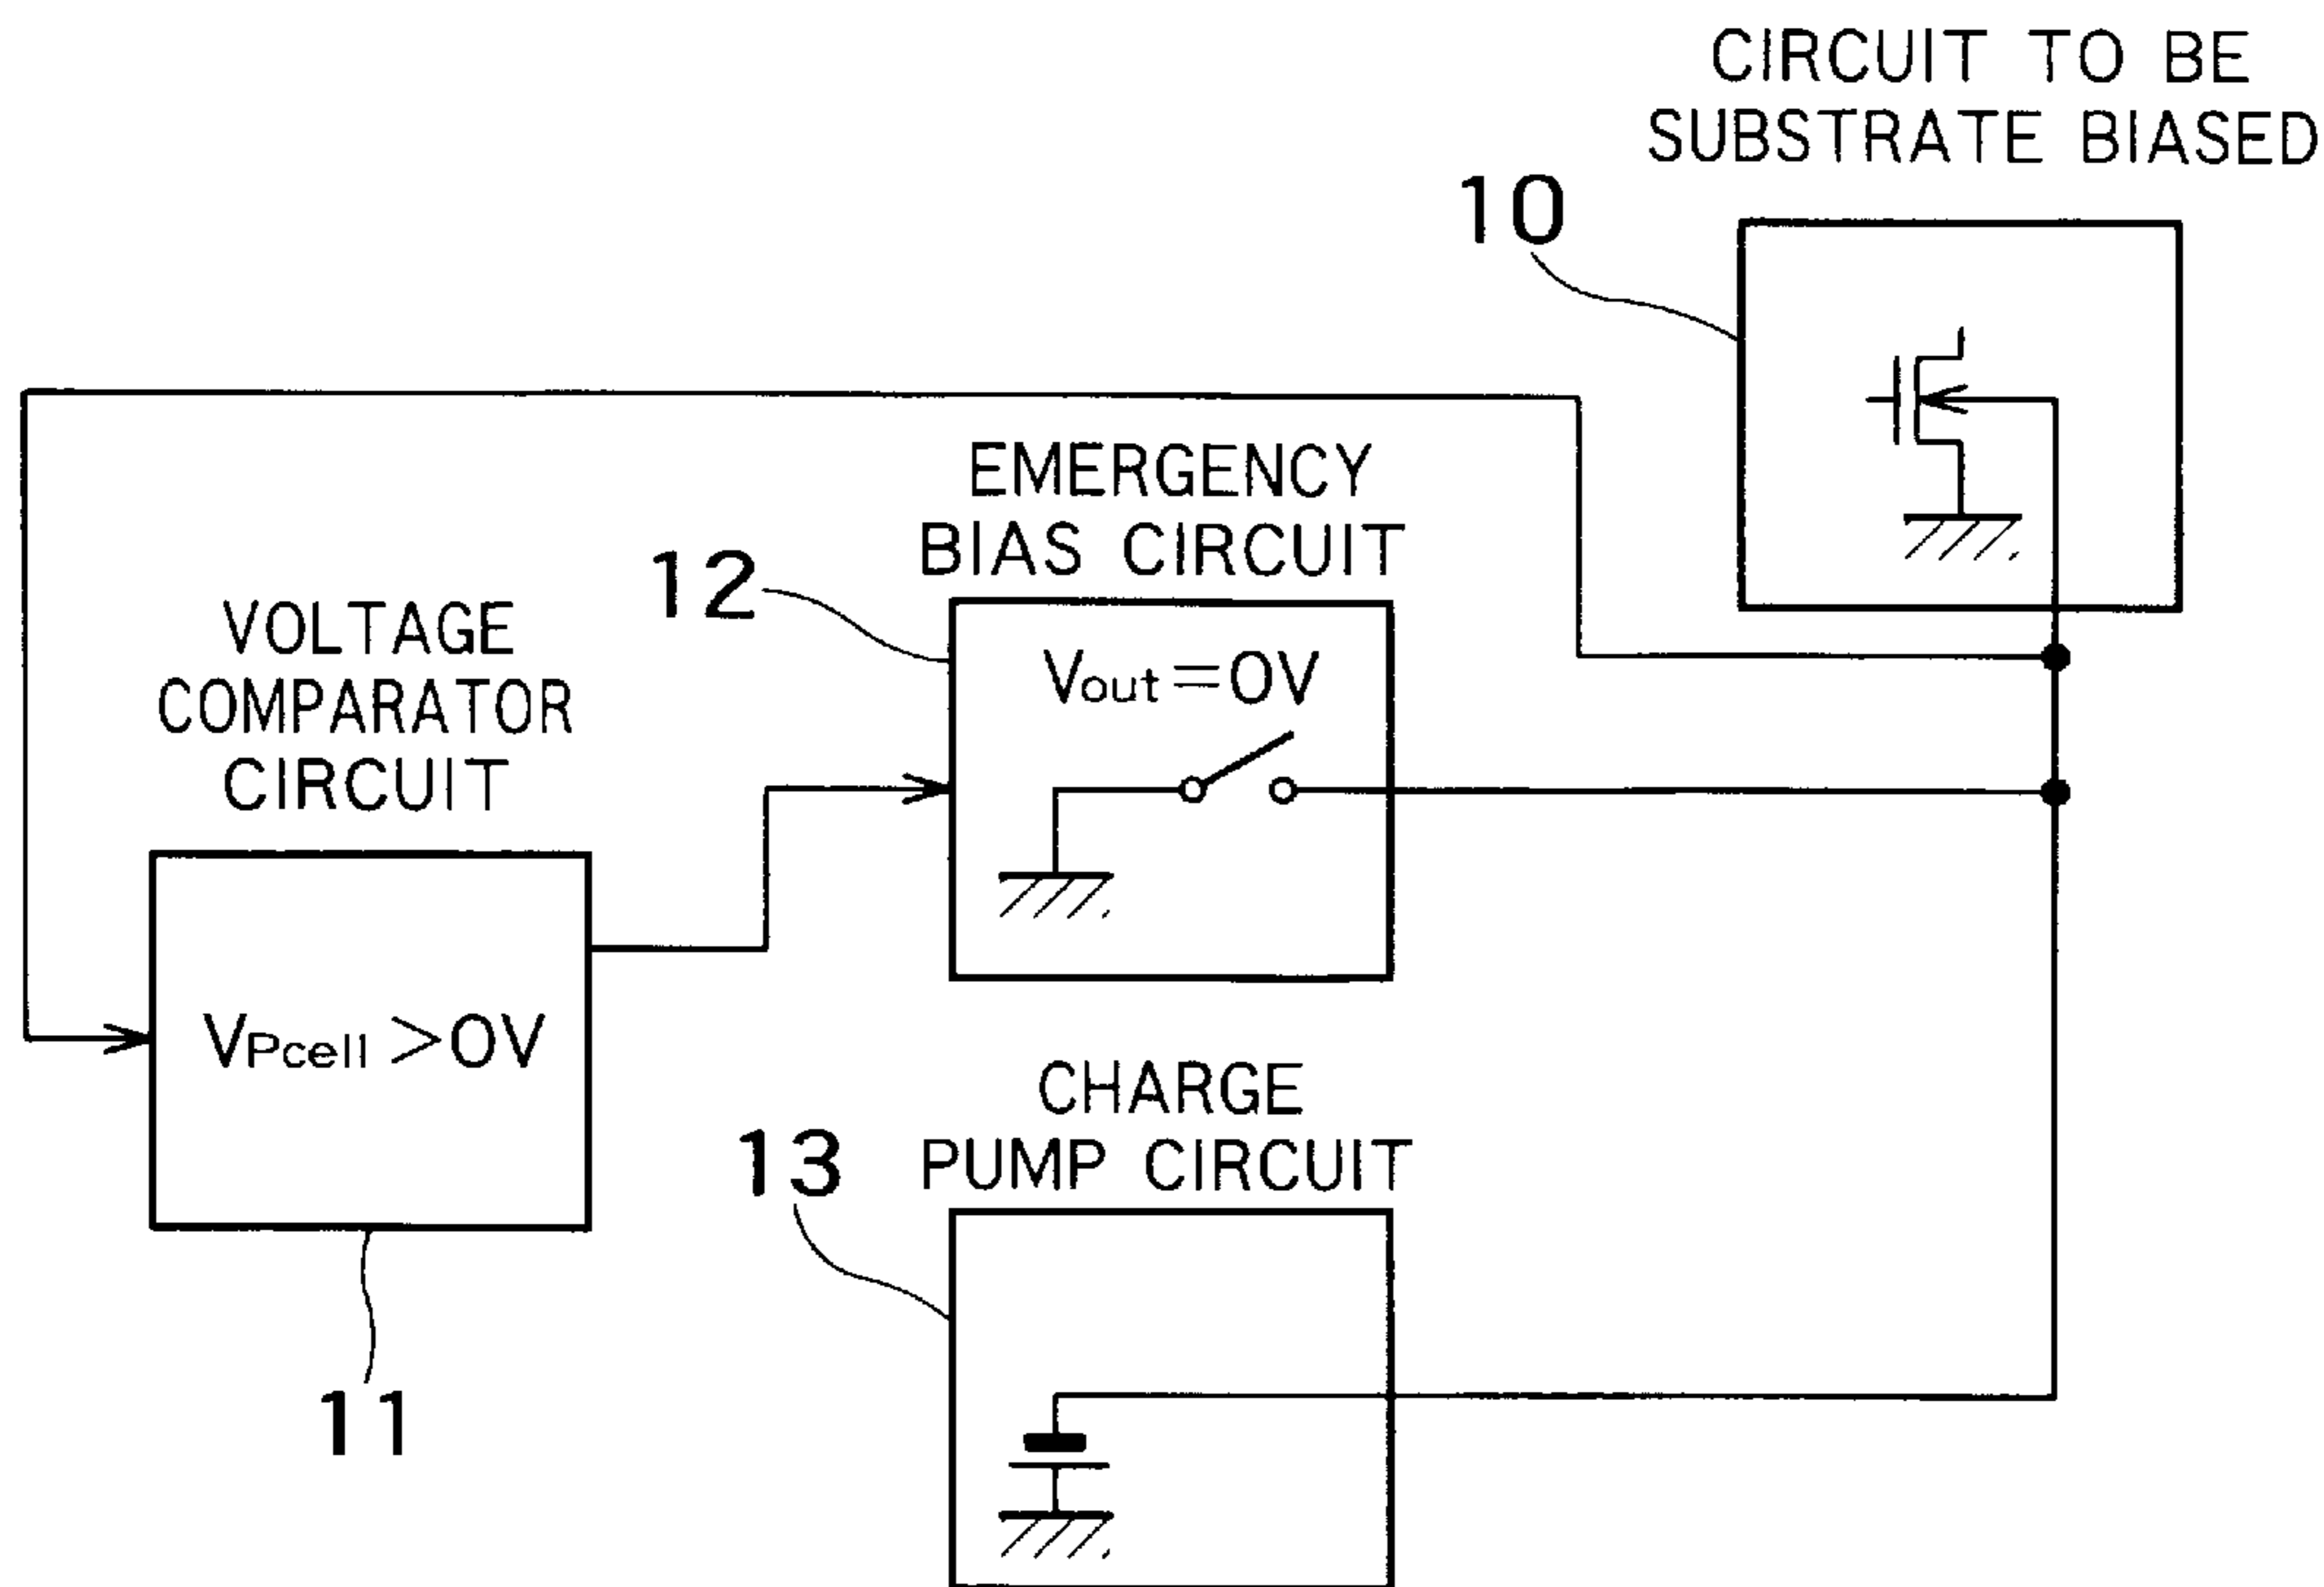 CIRCUIT TO BE
SUBSTRATE BIASED
10
EMERGENCY
BIAS CIRCUIT
12
Vout=0V
VOLTAGE
COMPARATOR
CIRCUIT
VPcell>0V
11
CHARGE
PUMP CIRCUIT
13